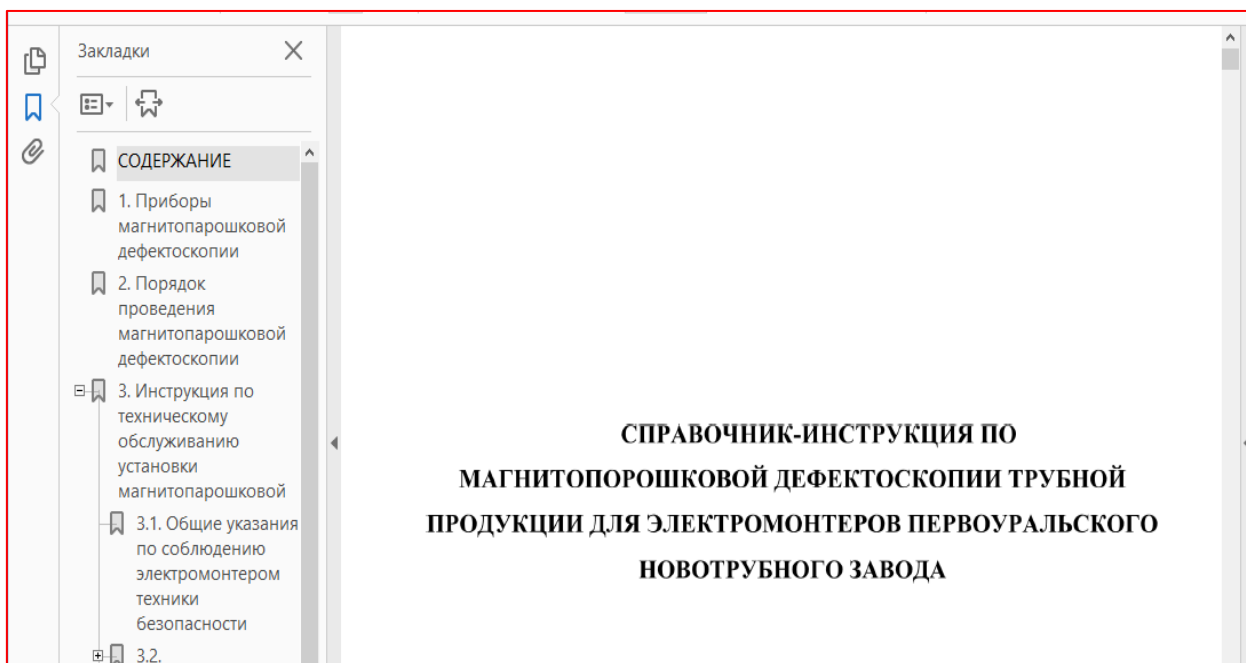 Закладки
СОДЕРЖАНИЕ
1. Приборы
магнитопарошковой
дефектоскопии
2. Порядок
проведения
магнитопарошковой
дефектоскопии
3. Инструкция по
техническому
обслуживанию
установки
магнитопарошковой
3.1. Общие указания
по соблюдению
электромонтером
техники
безопасности
3.2.
СПРАВОЧНИК-ИНСТРУКЦИЯ ПО
МАГНИТОПОРОШКОВОЙ ДЕФЕКТОСКОПИИ ТРУБНОЙ
ПРОДУКЦИИ ДЛЯ ЭЛЕКТРОМОНТЕРОВ ПЕРВОУРАЛЬСКОГО
НОВОТРУБНОГО ЗАВОДА